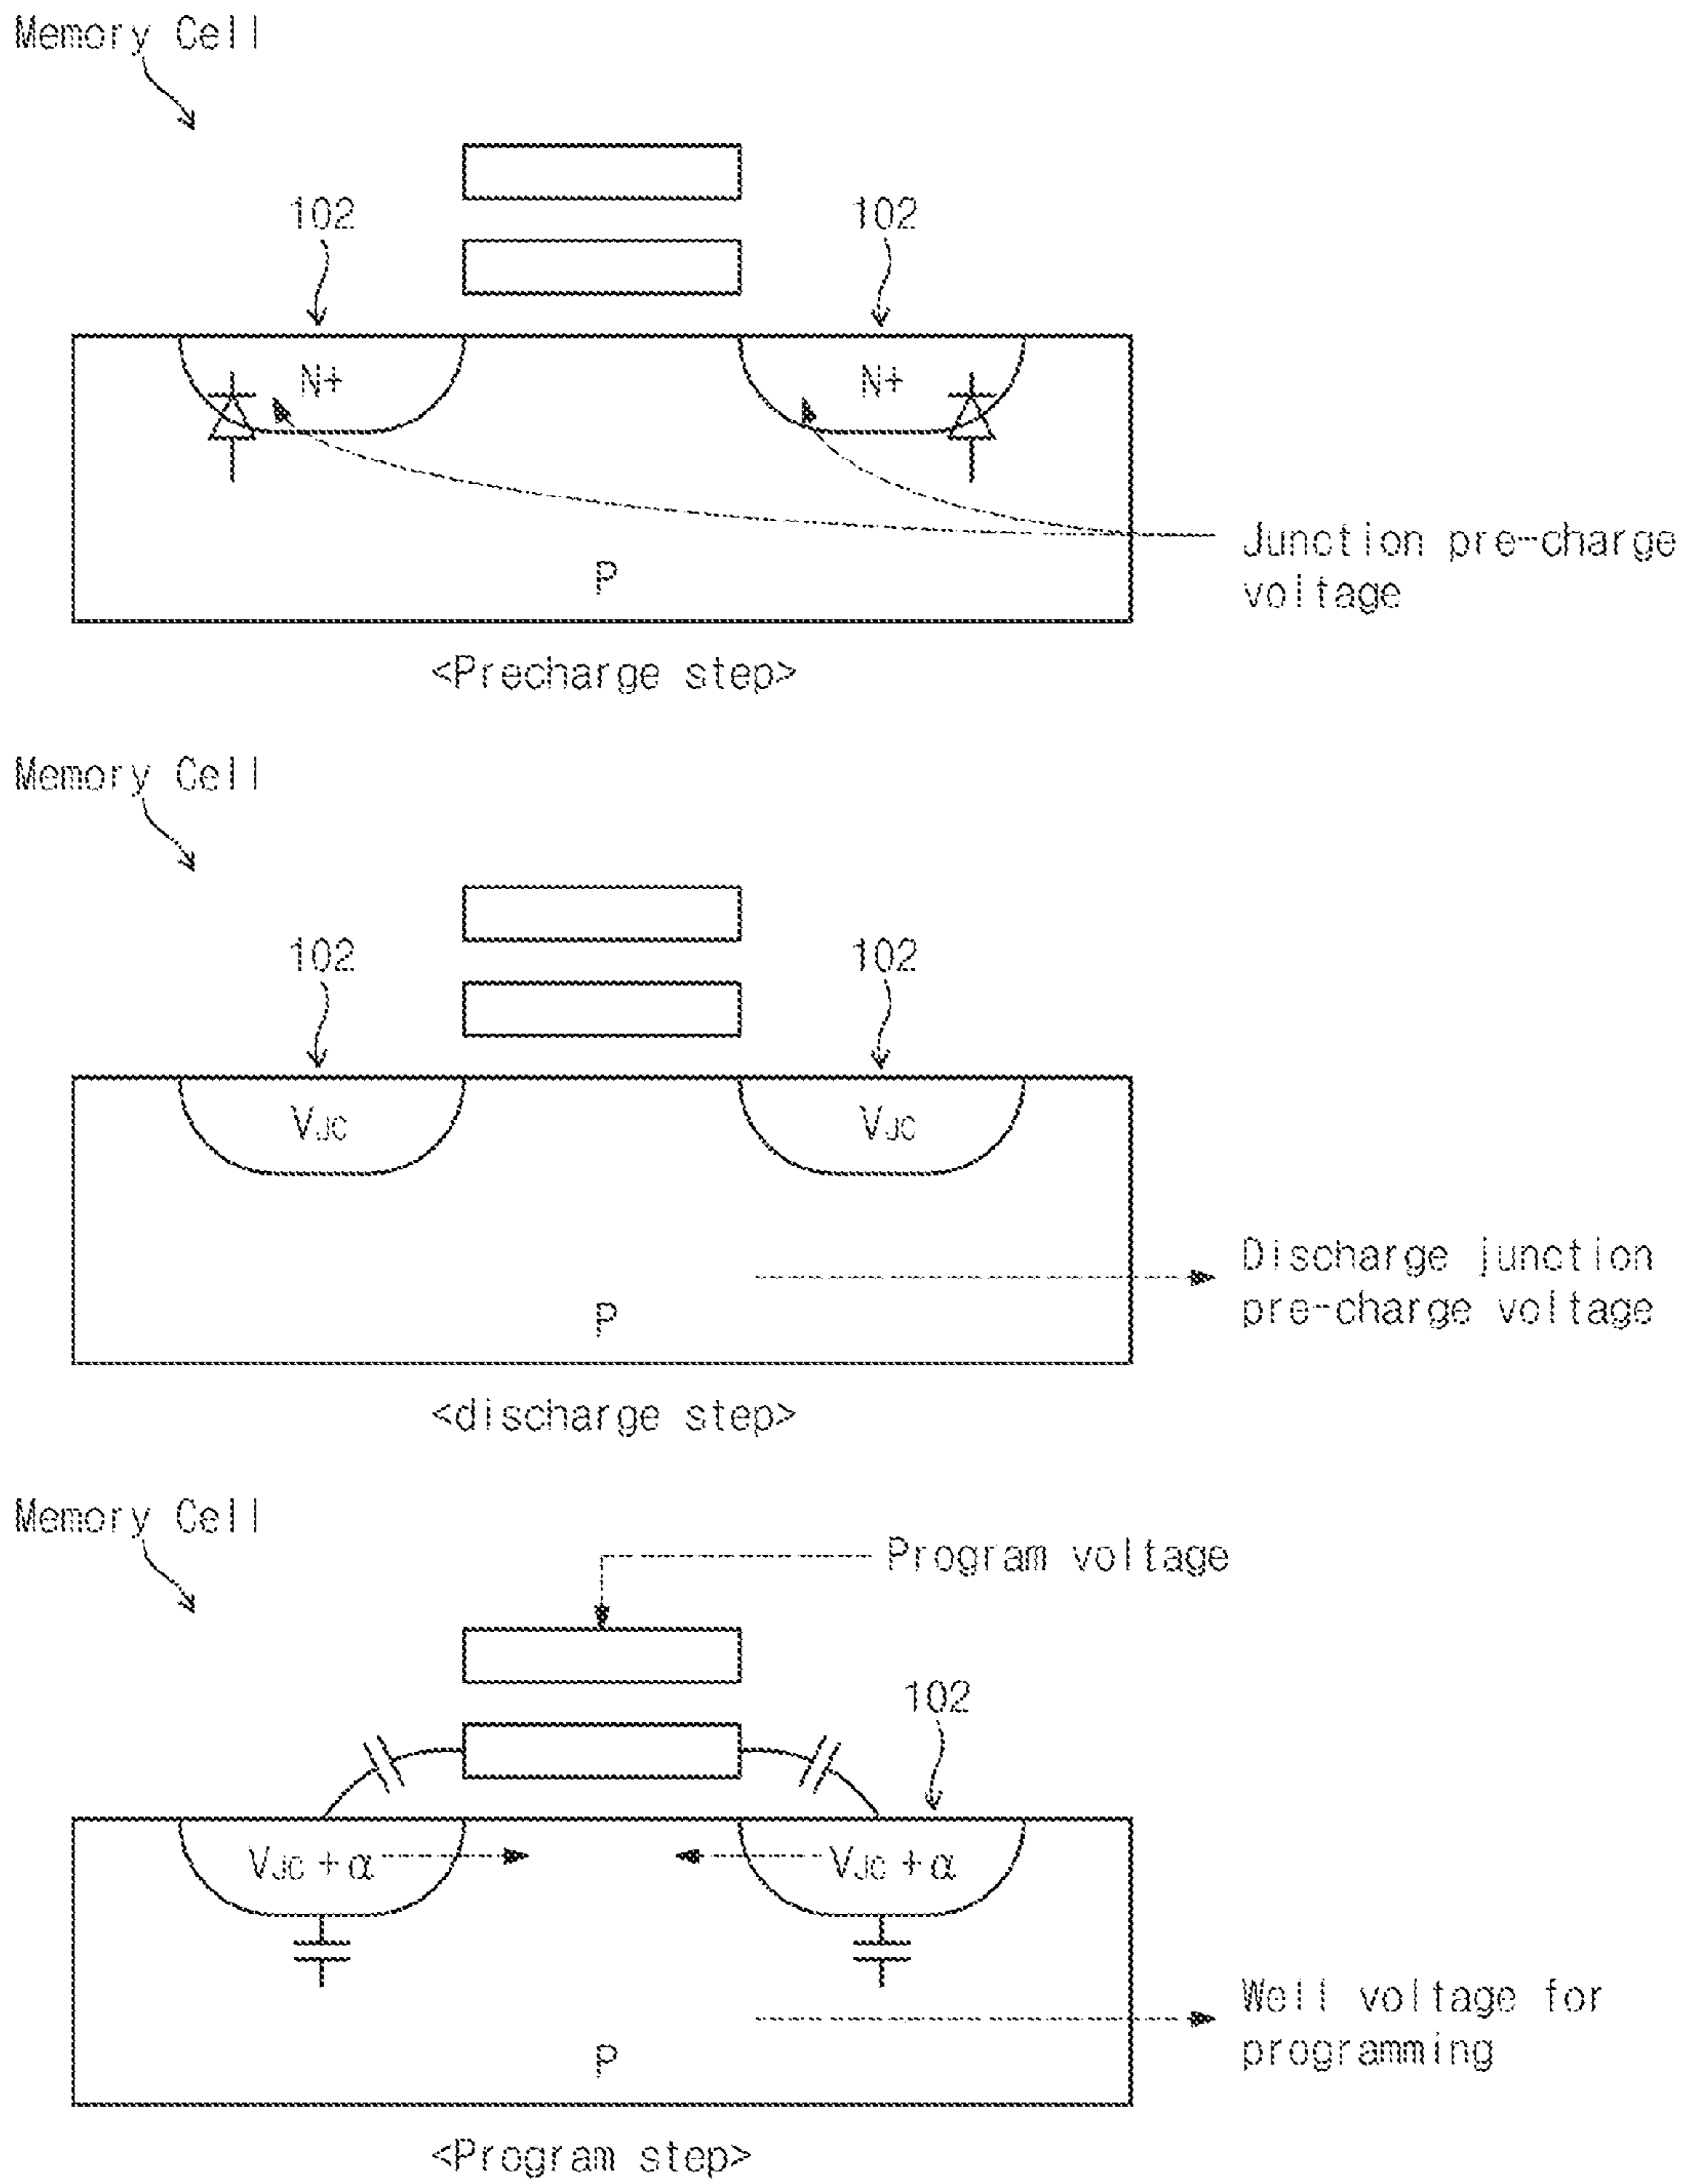 Memory Cell
102 102
N+ N+
Junction pre-charge
voltage
P
<Precharge step>
Memory Cell
102 102
VJC VJC
Discharge junction
pre-charge voltage
P
<discharge step>
Memory Cell
Program voltage
102
VJC+α VJC+α
Well voltage for
programming
P
<Program step>